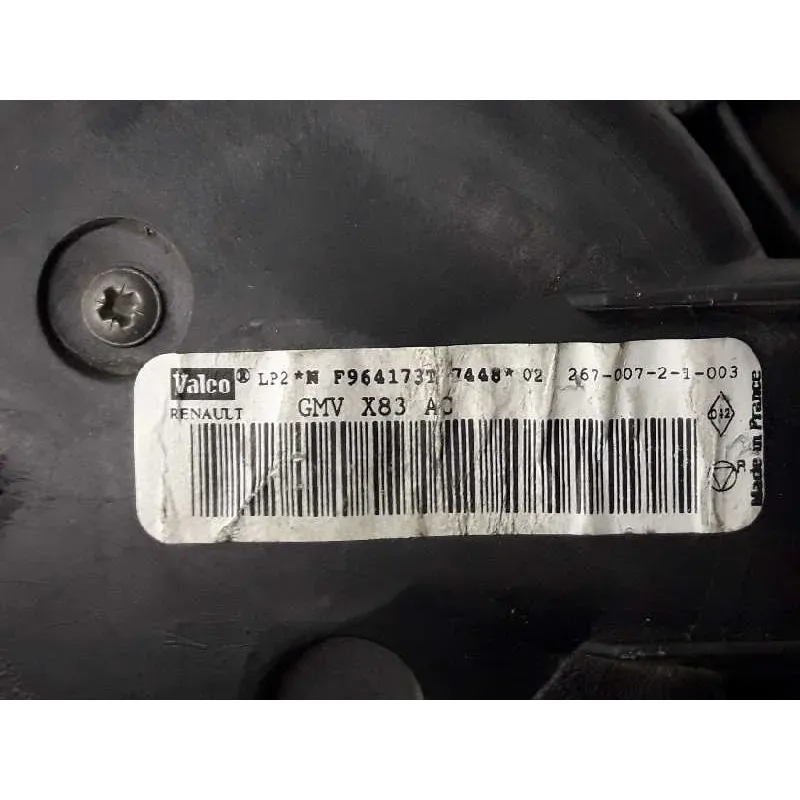 Valeo® LP2*N F964173T 7448*02 267-007-2-1-003
RENAULT GMV X83 AC
Made in France
R